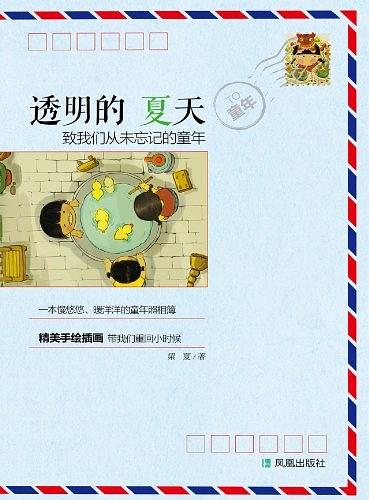 透明的 夏天
TO
童年
致我们从未忘记的童年
一本慢悠悠、暖洋洋的童年照相簿
精美手绘插画 带我们重回小时候
梁 夏 / 著
凤凰出版社